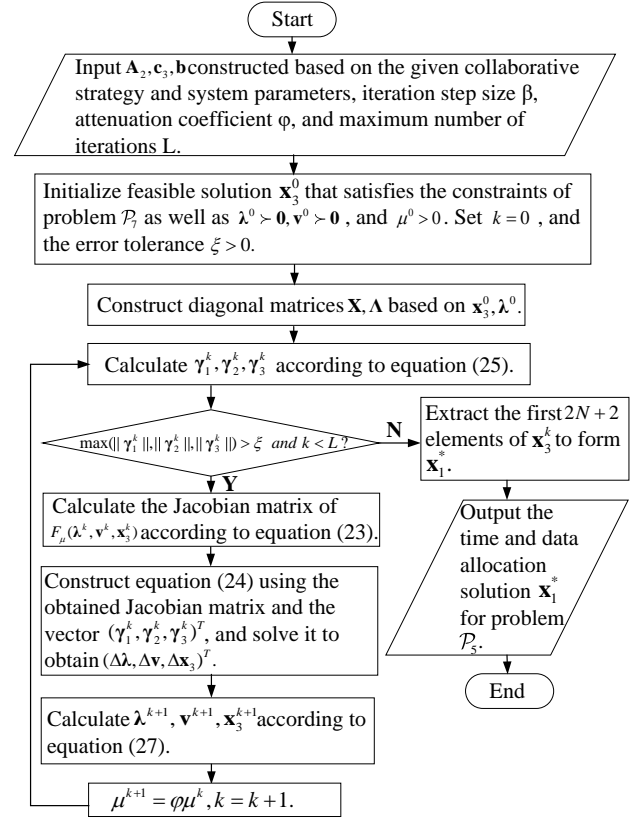 Start
Input A₂,c₃,b constructed based on the given collaborative
strategy and system parameters, iteration step size β,
attenuation coefficient φ, and maximum number of
iterations L.
Initialize feasible solution x₃⁰ that satisfies the constraints of
problem 𝒫₇ as well as λ⁰ ≻ 0, v⁰ ≻ 0 , and μ⁰ > 0. Set k = 0 , and
the error tolerance ξ > 0.
Construct diagonal matrices X, Λ based on x₃⁰, λ⁰.
Calculate γ₁ᵏ, γ₂ᵏ, γ₃ᵏ according to equation (25).
max(|| γ₁ᵏ ||,|| γ₂ᵏ ||,|| γ₃ᵏ ||) > ξ and k < L ?
N
Y
Extract the first 2N + 2
elements of x₃ᵏ to form
x₁*.
Calculate the Jacobian matrix of
F_μ(λᵏ, vᵏ, x₃ᵏ) according to equation (23).
Output the
time and data
allocation
solution x₁*
for problem
𝒫₅.
Construct equation (24) using the
obtained Jacobian matrix and the
vector (γ₁ᵏ, γ₂ᵏ, γ₃ᵏ)ᵀ, and solve it to
obtain (Δλ, Δv, Δx₃)ᵀ.
End
Calculate λᵏ⁺¹, vᵏ⁺¹, x₃ᵏ⁺¹ according to
equation (27).
μᵏ⁺¹ = φμᵏ, k = k + 1.